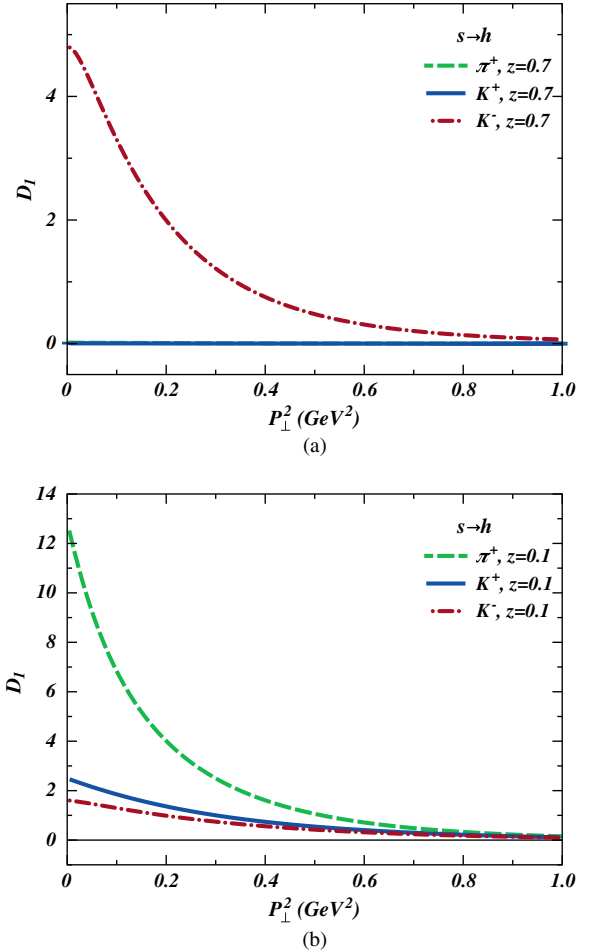 s→h
π⁺, z=0.7
K⁺, z=0.7
K⁻, z=0.7
4
2
0
D₁
0 0.2 0.4 0.6 0.8 1.0
P⊥² (GeV²)
(a)
14
12
10
8
6
4
2
0
s→h
π⁺, z=0.1
K⁺, z=0.1
K⁻, z=0.1
D₁
0 0.2 0.4 0.6 0.8 1.0
P⊥² (GeV²)
(b)